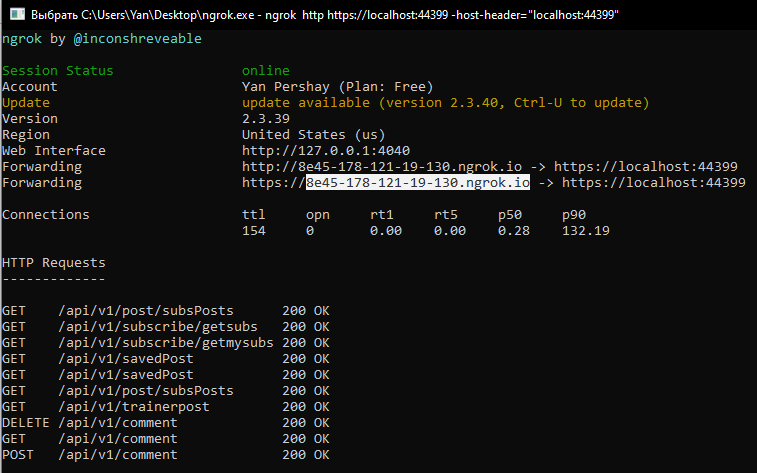 Выбрать C:\Users\Yan\Desktop\ngrok.exe - ngrok  http https://localhost:44399 -host-header="localhost:44399"
ngrok by @inconshreveable
Session Status                online
Account                       Yan Pershay (Plan: Free)
Update                        update available (version 2.3.40, Ctrl-U to update)
Version                       2.3.39
Region                        United States (us)
Web Interface                 http://127.0.0.1:4040
Forwarding                    http://8e45-178-121-19-130.ngrok.io -> https://localhost:44399
Forwarding                    https://8e45-178-121-19-130.ngrok.io -> https://localhost:44399
Connections                   ttl     opn     rt1     rt5     p50     p90
                              154     0       0.00    0.00    0.28    132.19
HTTP Requests
-------------
GET    /api/v1/post/subsPosts      200 OK
GET    /api/v1/subscribe/getsubs   200 OK
GET    /api/v1/subscribe/getmysubs 200 OK
GET    /api/v1/savedPost           200 OK
GET    /api/v1/savedPost           200 OK
GET    /api/v1/post/subsPosts      200 OK
GET    /api/v1/trainerpost         200 OK
DELETE /api/v1/comment             200 OK
GET    /api/v1/comment             200 OK
POST   /api/v1/comment             200 OK